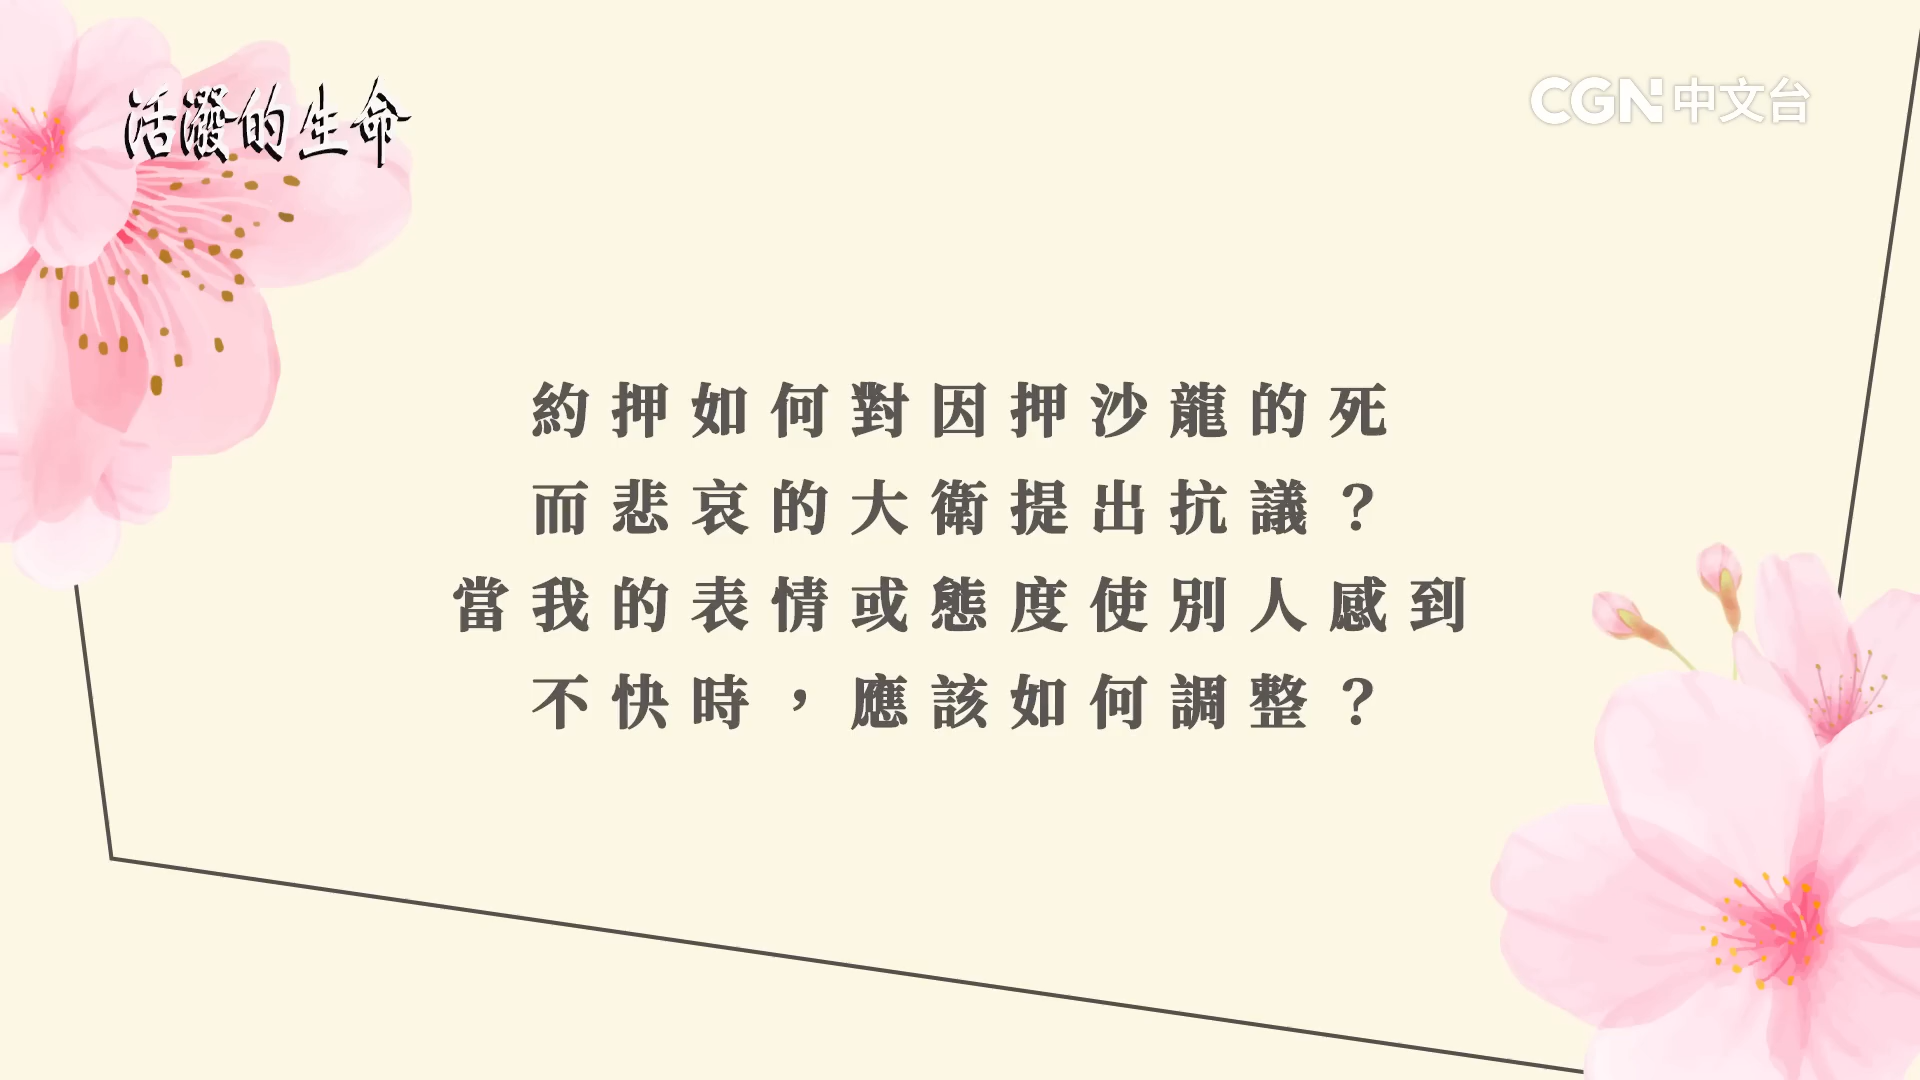 活潑的生命
CGN中文台
約押如何對因押沙龍的死
而悲哀的大衛提出抗議？
當我的表情或態度使別人感到
不快時，應該如何調整？